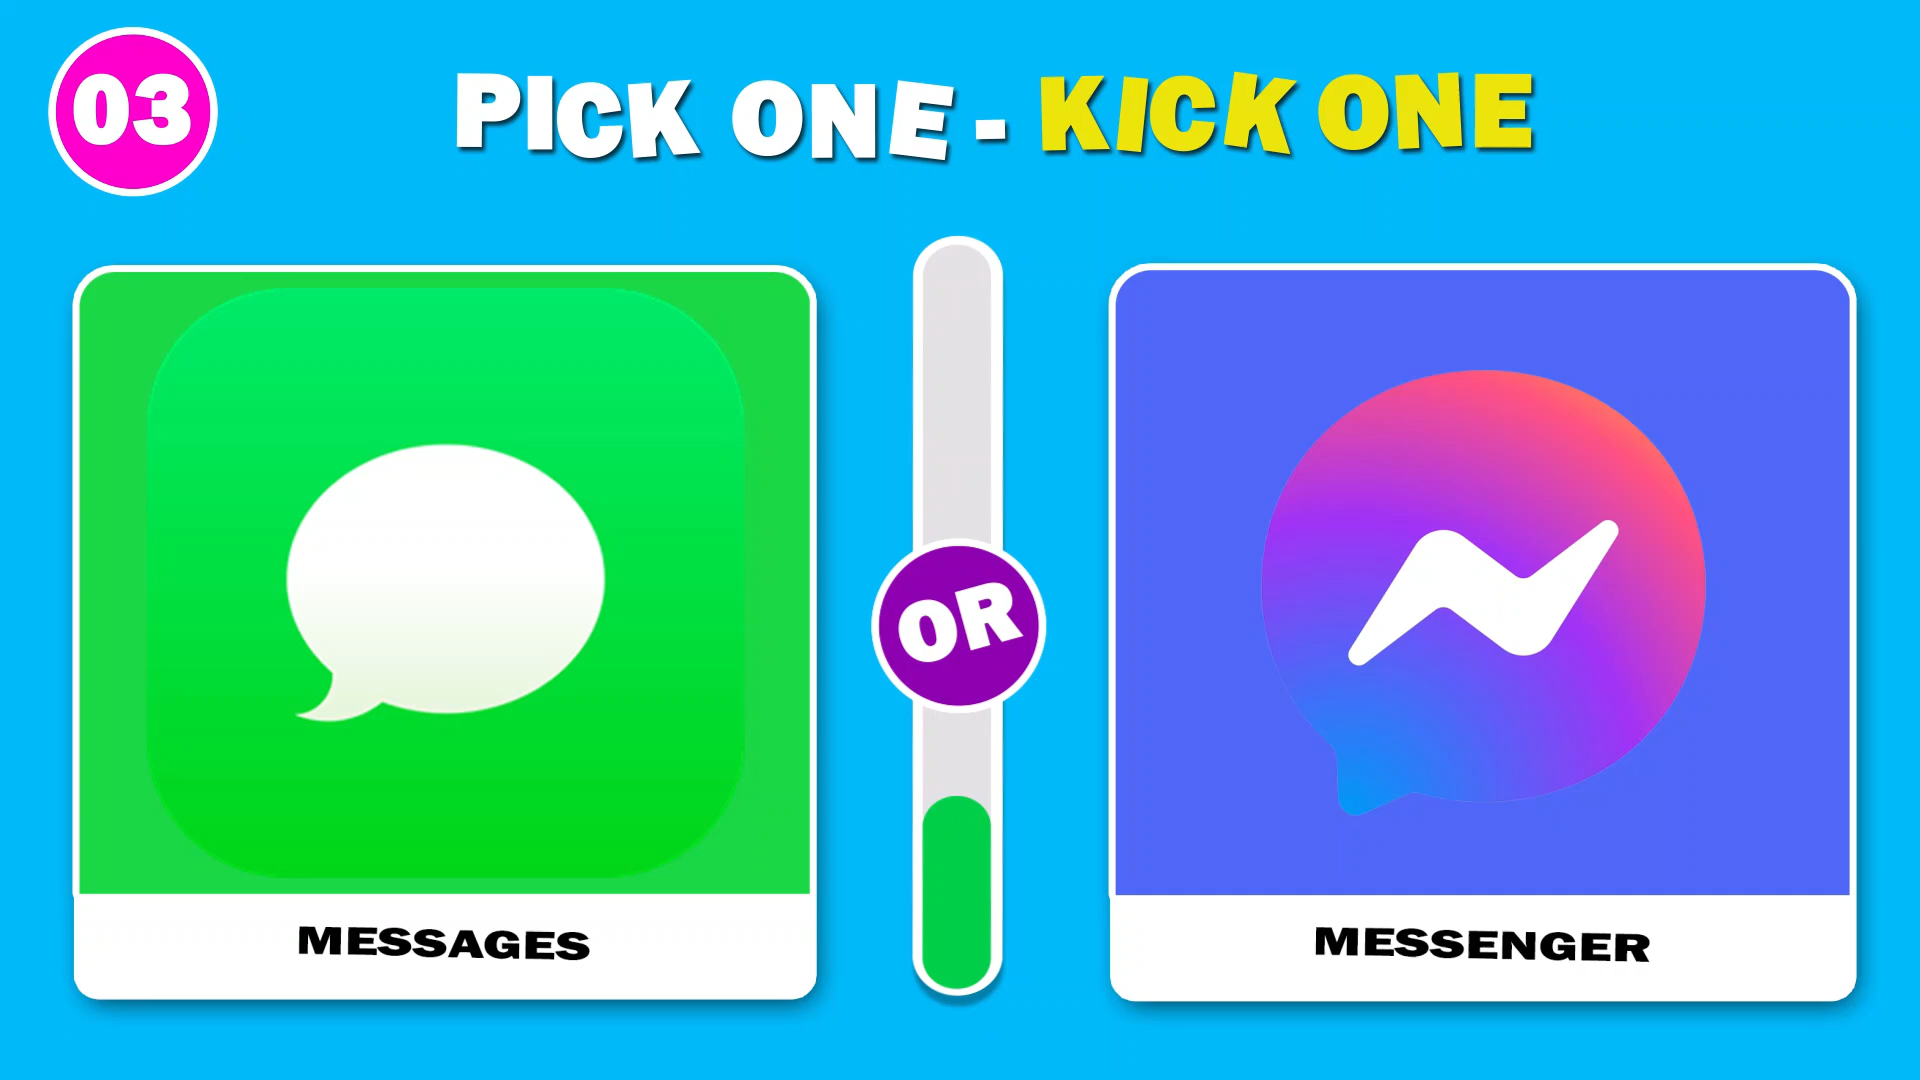 03
PICK ONE - KICK ONE
OR
MESSAGES
MESSENGER